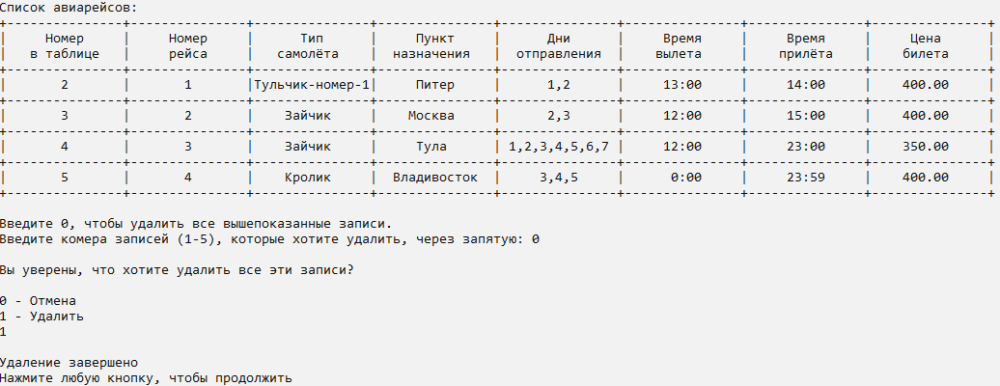 Список авиарейсов:
+---------------+---------------+---------------+---------------+---------------+---------------+---------------+---------------+
|     Номер     |     Номер     |      Тип      |     Пункт     |      Дни      |     Время     |     Время     |     Цена      |
|   в таблице   |     рейса     |   самолёта    |  назначения   |  отправления  |    вылета     |    прилёта    |    билета     |
+---------------+---------------+---------------+---------------+---------------+---------------+---------------+---------------+
|       2       |       1       |Тульчик-номер-1|     Питер     |      1,2      |     13:00     |     14:00     |    400.00     |
+---------------+---------------+---------------+---------------+---------------+---------------+---------------+---------------+
|       3       |       2       |    Зайчик     |    Москва     |      2,3      |     12:00     |     15:00     |    400.00     |
+---------------+---------------+---------------+---------------+---------------+---------------+---------------+---------------+
|       4       |       3       |    Зайчик     |     Тула      | 1,2,3,4,5,6,7 |     12:00     |     23:00     |    350.00     |
+---------------+---------------+---------------+---------------+---------------+---------------+---------------+---------------+
|       5       |       4       |    Кролик     |  Владивосток  |     3,4,5     |      0:00     |     23:59     |    400.00     |
+---------------+---------------+---------------+---------------+---------------+---------------+---------------+---------------+
Введите 0, чтобы удалить все вышепоказанные записи.
Введите комера записей (1-5), которые хотите удалить, через запятую: 0
Вы уверены, что хотите удалить все эти записи?
0 - Отмена
1 - Удалить
1
Удаление завершено
Нажмите любую кнопку, чтобы продолжить